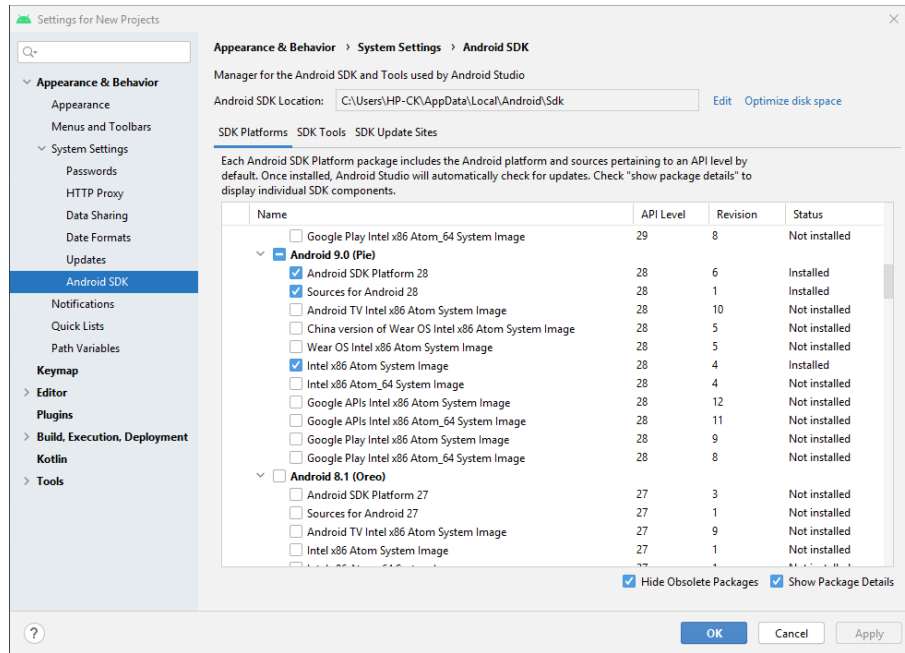 Settings for New Projects
Appearance & Behavior › System Settings › Android SDK
Manager for the Android SDK and Tools used by Android Studio
Android SDK Location: C:\Users\HP-CK\AppData\Local\Android\Sdk Edit Optimize disk space
Appearance & Behavior
Appearance
Menus and Toolbars
System Settings
Passwords
HTTP Proxy
Data Sharing
Date Formats
Updates
Android SDK
Notifications
Quick Lists
Path Variables
Keymap
Editor
Plugins
Build, Execution, Deployment
Kotlin
Tools
SDK Platforms SDK Tools SDK Update Sites
Each Android SDK Platform package includes the Android platform and sources pertaining to an API level by
default. Once installed, Android Studio will automatically check for updates. Check "show package details" to
display individual SDK components.
Name API Level Revision Status
Google Play Intel x86 Atom_64 System Image 29 8 Not installed
Android 9.0 (Pie)
Android SDK Platform 28 28 6 Installed
Sources for Android 28 28 1 Installed
Android TV Intel x86 Atom System Image 28 10 Not installed
China version of Wear OS Intel x86 Atom System Image 28 5 Not installed
Wear OS Intel x86 Atom System Image 28 5 Not installed
Intel x86 Atom System Image 28 4 Installed
Intel x86 Atom_64 System Image 28 4 Not installed
Google APIs Intel x86 Atom System Image 28 12 Not installed
Google APIs Intel x86 Atom_64 System Image 28 11 Not installed
Google Play Intel x86 Atom System Image 28 9 Not installed
Google Play Intel x86 Atom_64 System Image 28 8 Not installed
Android 8.1 (Oreo)
Android SDK Platform 27 27 3 Not installed
Sources for Android 27 27 1 Not installed
Android TV Intel x86 Atom System Image 27 9 Not installed
Intel x86 Atom System Image 27 1 Not installed
Hide Obsolete Packages Show Package Details
? OK Cancel Apply